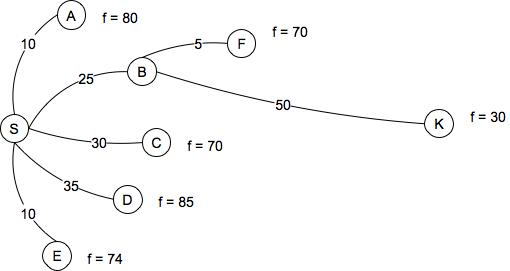 A f = 80
10
5 F f = 70
25 B
50
S
30 C f = 70
K f = 30
35
D f = 85
10
E f = 74